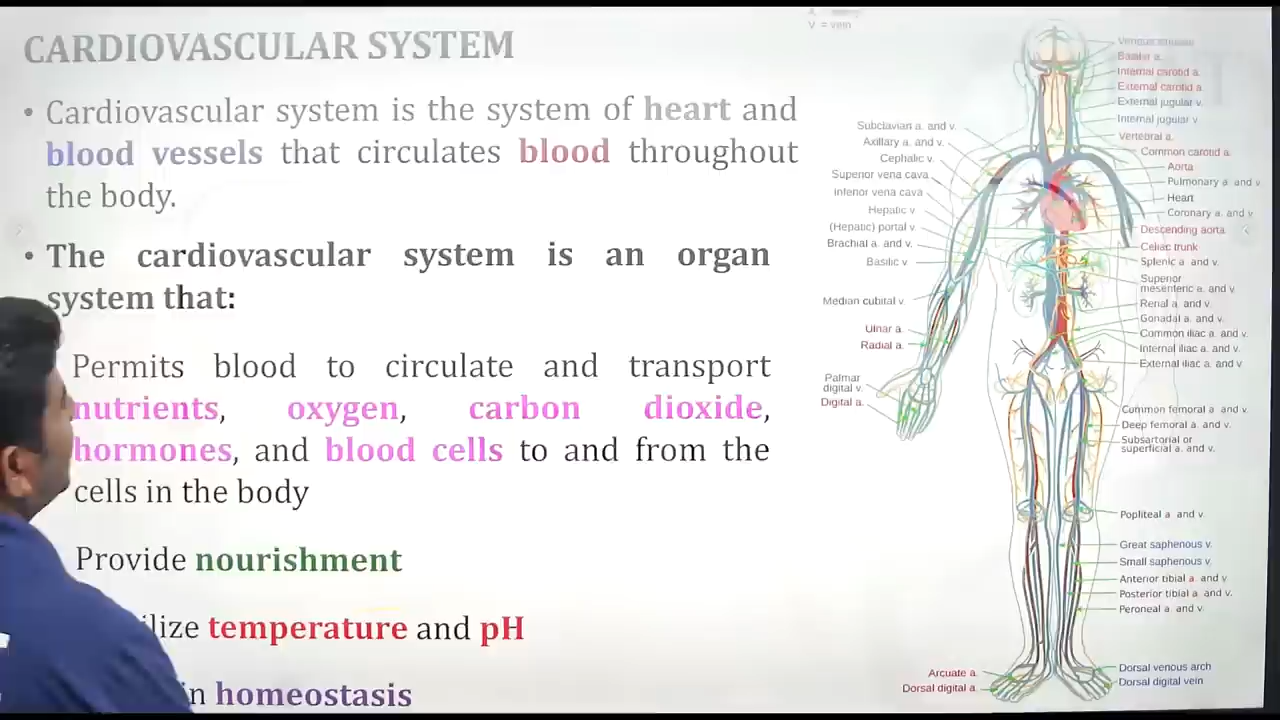 CARDIOVASCULAR SYSTEM
• Cardiovascular system is the system of heart and
blood vessels that circulates blood throughout
the body.
• The cardiovascular system is an organ
system that:
Permits blood to circulate and transport
nutrients, oxygen, carbon dioxide,
hormones, and blood cells to and from the
cells in the body
Provide nourishment
ilize temperature and pH
in homeostasis
V = vein
Subclavian a. and v.
Axillary a. and v.
Cephalic v.
Superior vena cava
Inferior vena cava
Hepatic v
(Hepatic) portal v.
Brachial a. and v.
Basilic v
Median cubital v.
Ulnar a.
Radial a.
Palmar
digital v.
Digital a.
Arcuate a.
Dorsal digital a.
Venous sinuses
Basilar a.
Internal carotid a.
External carotid a.
External jugular v.
Internal jugular v.
Vertebral a.
Common carotid a.
Aorta
Pulmonary a. and v.
Heart
Coronary a. and v.
Descending aorta
Celiac trunk
Splenic a. and v.
Superior
mesenteric a. and v.
Renal a. and v.
Gonadal a. and v.
Common iliac a. and v.
Internal iliac a. and v.
External iliac a. and v
Common femoral a. and v.
Deep femoral a. and v.
Subsartorial or
superficial a. and v.
Popliteal a. and v.
Great saphenous v.
Small saphenous v.
Anterior tibial a. and v.
Posterior tibial a. and v.
Peroneal a. and v.
Dorsal venous arch
Dorsal digital vein